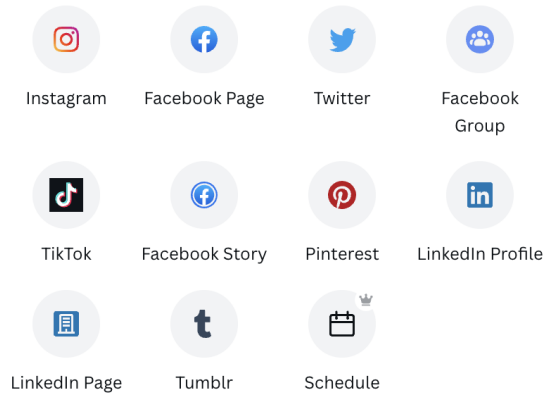 Instagram
Facebook Page
Twitter
Facebook
Group
TikTok
Facebook Story
Pinterest
LinkedIn Profile
LinkedIn Page
Tumblr
Schedule